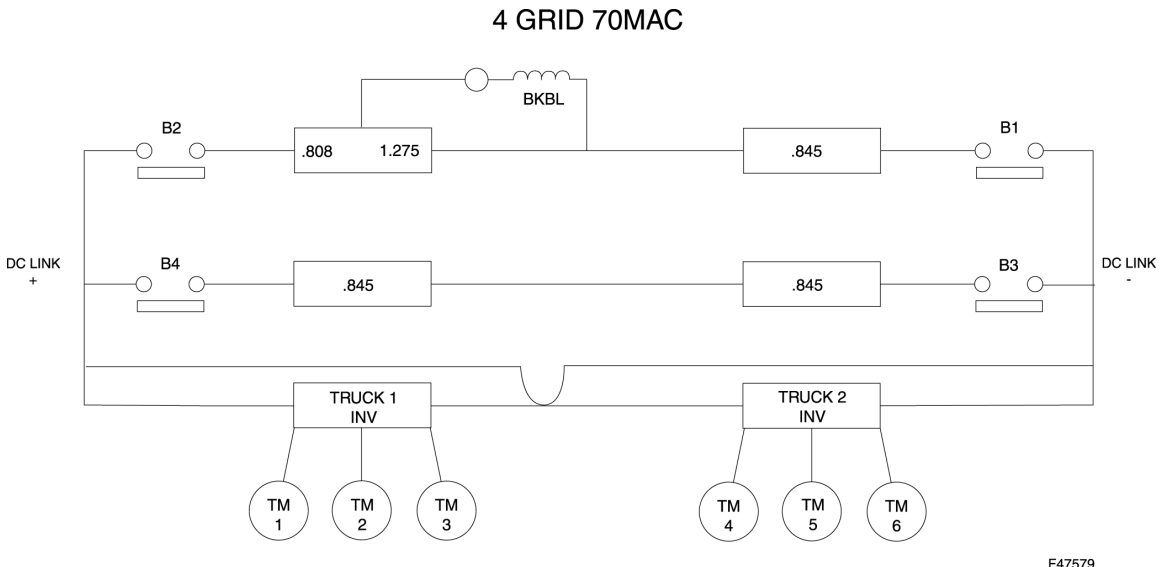 4 GRID 70MAC
BKBL
B2
B1
.808 1.275
.845
DC LINK
+
B4
B3
DC LINK
-
.845
.845
TRUCK 1
INV
TRUCK 2
INV
TM
1
TM
2
TM
3
TM
4
TM
5
TM
6
F47579